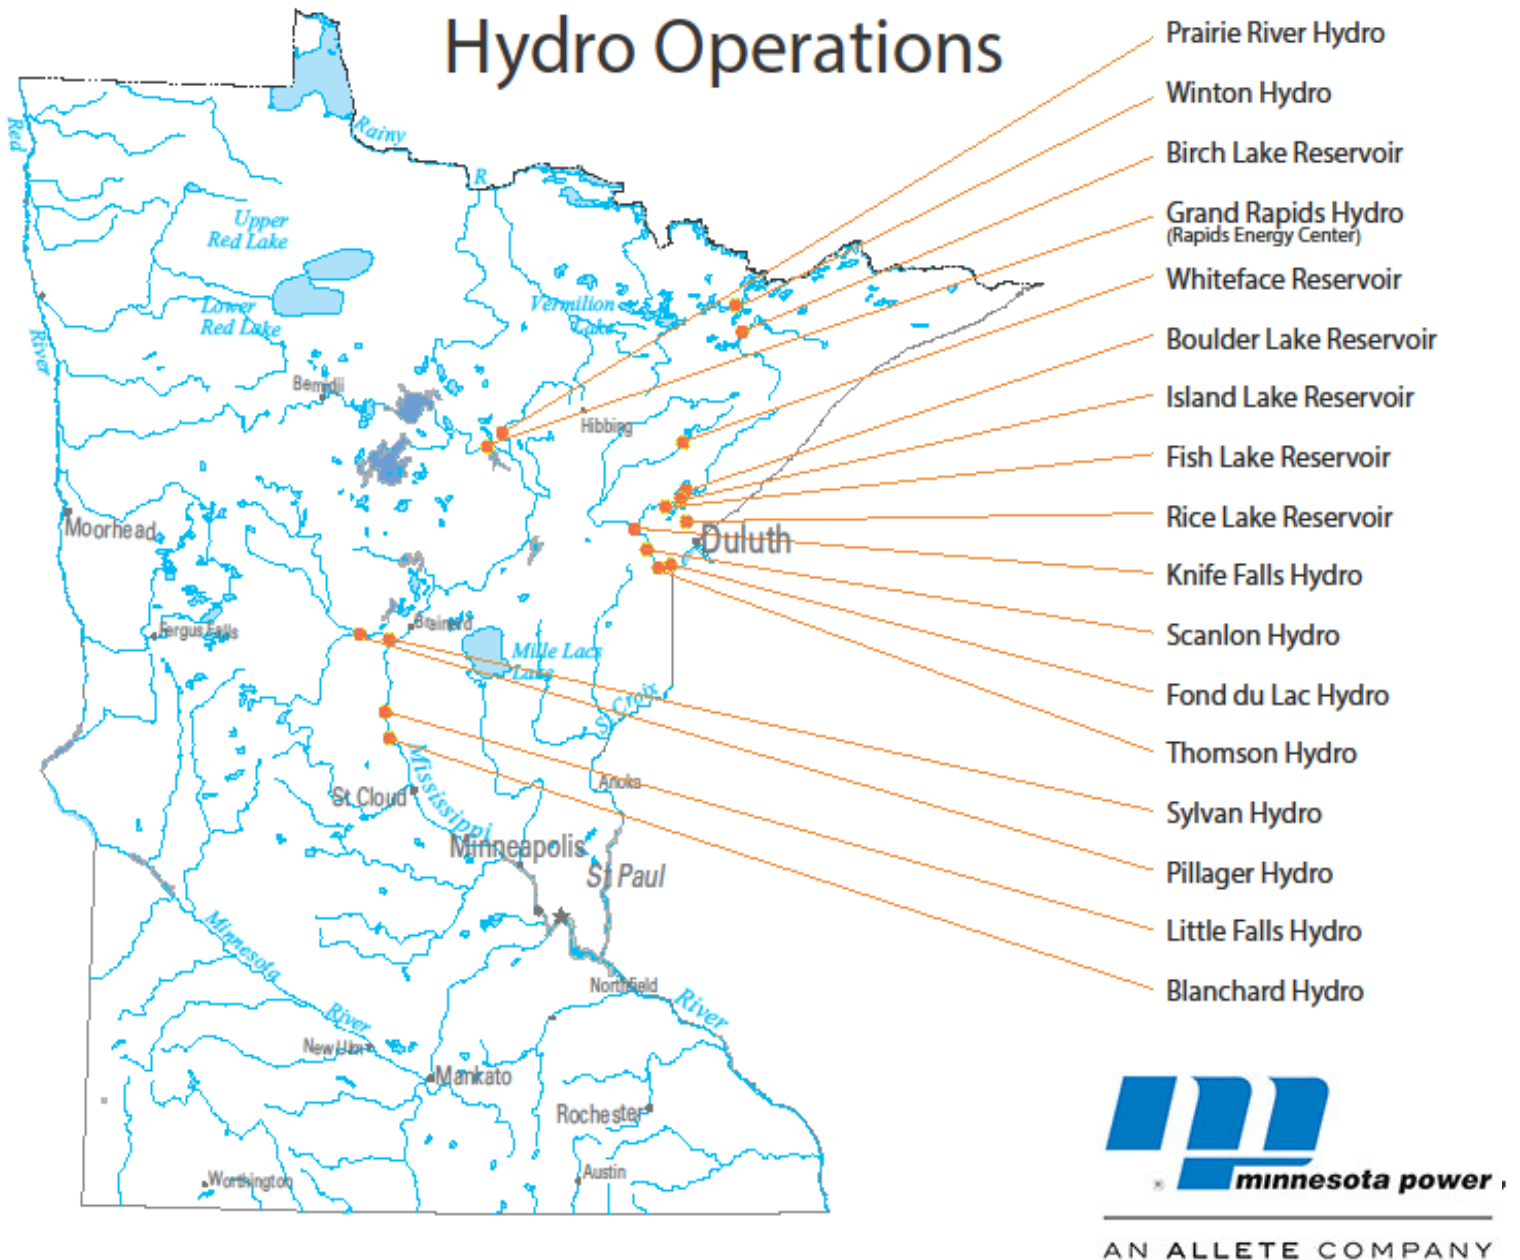 Hydro Operations
Prairie River Hydro
Winton Hydro
Birch Lake Reservoir
Grand Rapids Hydro
(Rapids Energy Center)
Whiteface Reservoir
Boulder Lake Reservoir
Island Lake Reservoir
Fish Lake Reservoir
Rice Lake Reservoir
Knife Falls Hydro
Scanlon Hydro
Fond du Lac Hydro
Thomson Hydro
Sylvan Hydro
Pillager Hydro
Little Falls Hydro
Blanchard Hydro
Red
River
Rainy
R
Upper
Red Lake
Lower
Red Lake
Vermilion
Lake
Bemidji
Hibbing
Moorhead
Duluth
Fergus Falls
Brainerd
Mille Lacs
Lake
St Croix
Mississippi
St Cloud
Anoka
Minneapolis
St Paul
Minnesota
River
Northfield
River
New Ulm
Mankato
Rochester
Worthington
Austin
®
minnesota power
AN ALLETE COMPANY